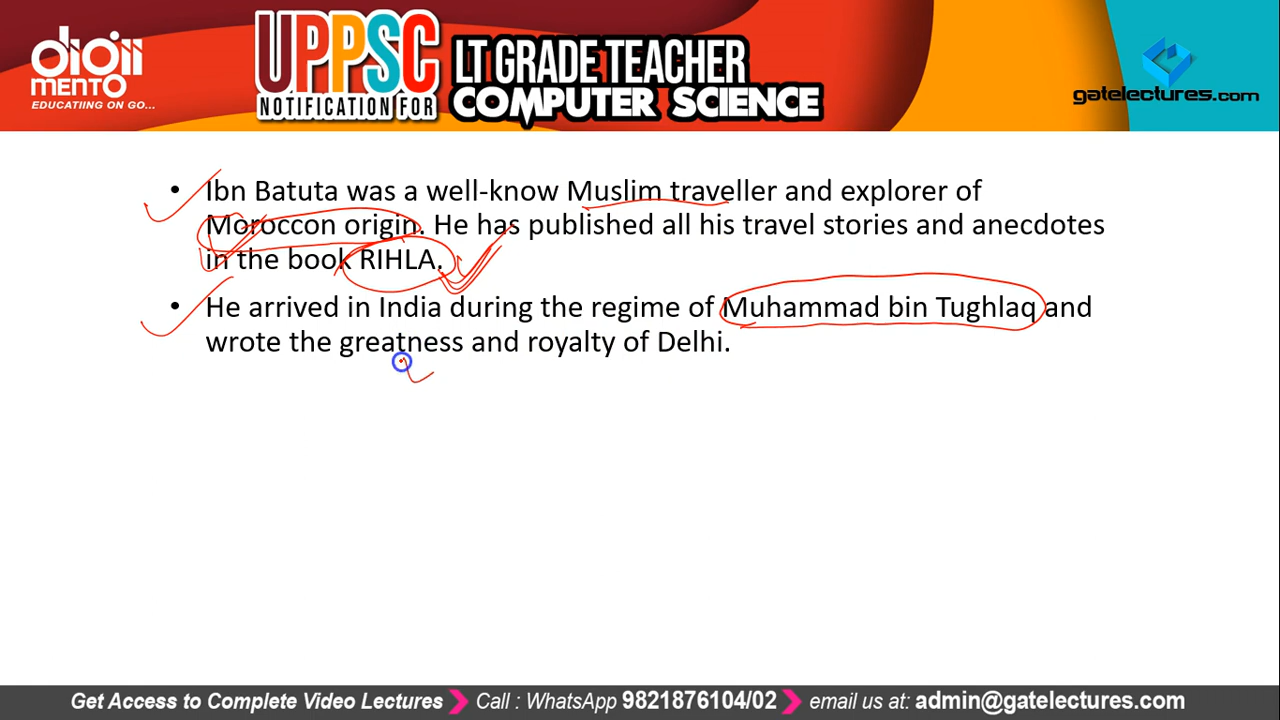 digii
MENTO
EDUCATIING ON GO...
UPPSC
NOTIFICATION FOR
LT GRADE TEACHER
COMPUTER SCIENCE
gatelectures.com
• Ibn Batuta was a well-know Muslim traveller and explorer of
Moroccon origin. He has published all his travel stories and anecdotes
in the book RIHLA.
• He arrived in India during the regime of Muhammad bin Tughlaq and
wrote the greatness and royalty of Delhi.
Get Access to Complete Video Lectures Call : WhatsApp 9821876104/02 email us at: admin@gatelectures.com